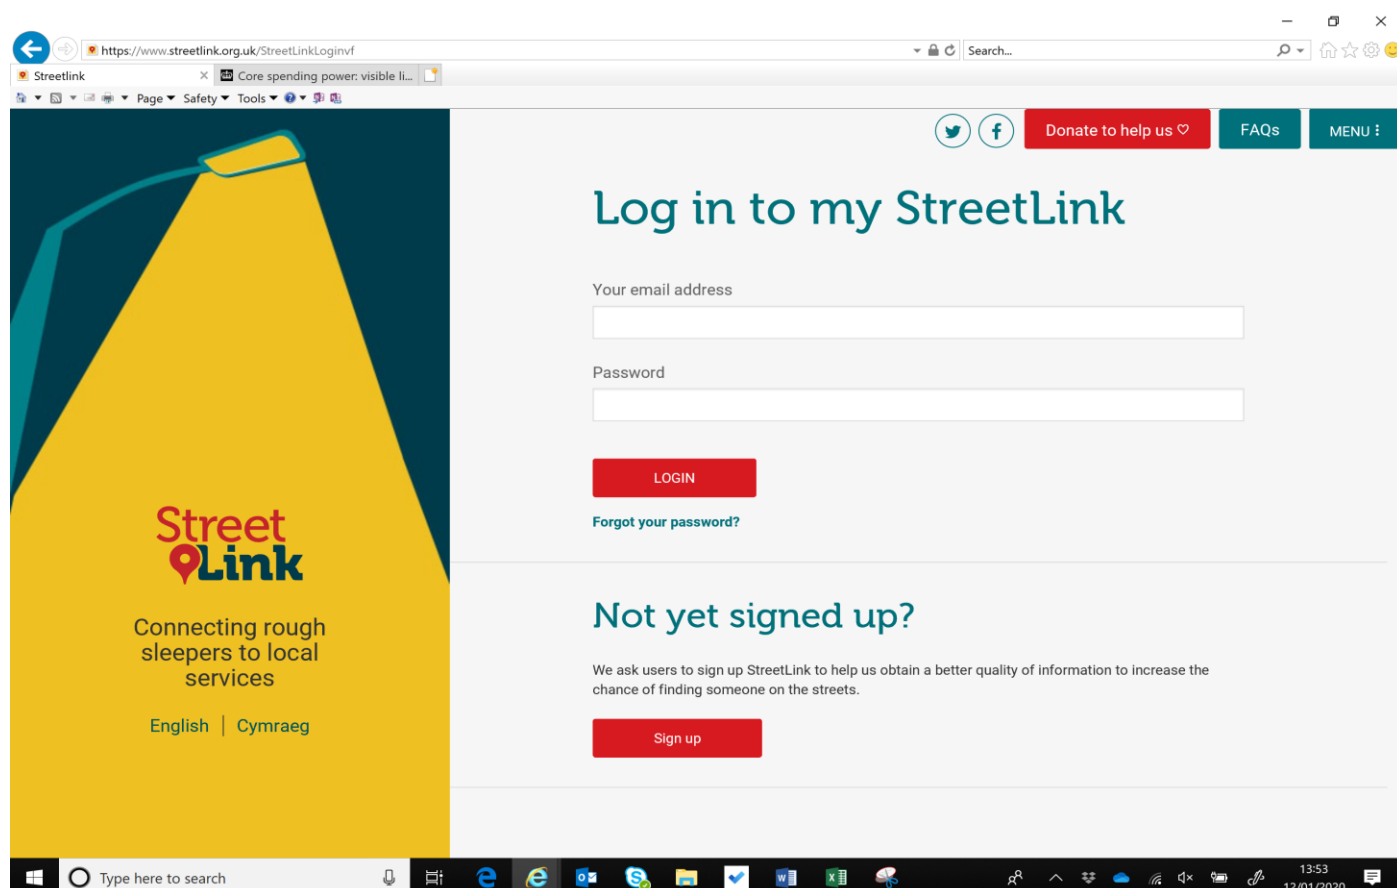 https://www.streetlink.org.uk/StreetLinkLoginvf
Search...
Streetlink
Core spending power: visible li...
Page
Safety
Tools
Donate to help us
FAQs
MENU
Log in to my StreetLink
Your email address
Password
LOGIN
Forgot your password?
Street
Link
Connecting rough
sleepers to local
services
English | Cymraeg
Not yet signed up?
We ask users to sign up StreetLink to help us obtain a better quality of information to increase the
chance of finding someone on the streets.
Sign up
Type here to search
13:53
12/01/2020